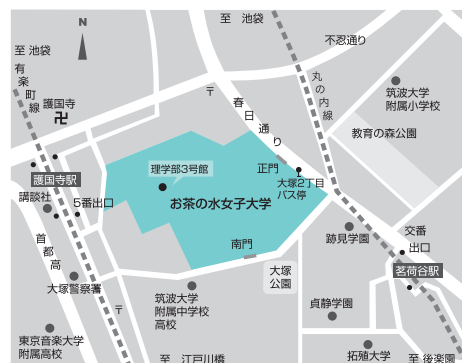 至 池袋
N
不忍通り
至 池袋
有楽町線
護国寺
卍
〒
春日通り
丸の内線
筑波大学
附属小学校
教育の森公園
理学部3号館
正門
大塚2丁目
バス停
護国寺駅
講談社
5番出口
お茶の水女子大学
首都高
南門
跡見学園
交番
出口
茗荷谷駅
大塚
公園
大塚警察署
〒
筑波大学
附属中学校
高校
貞静学園
東京音楽大学
附属高校
至 江戸川橋
拓殖大学
至 後楽園